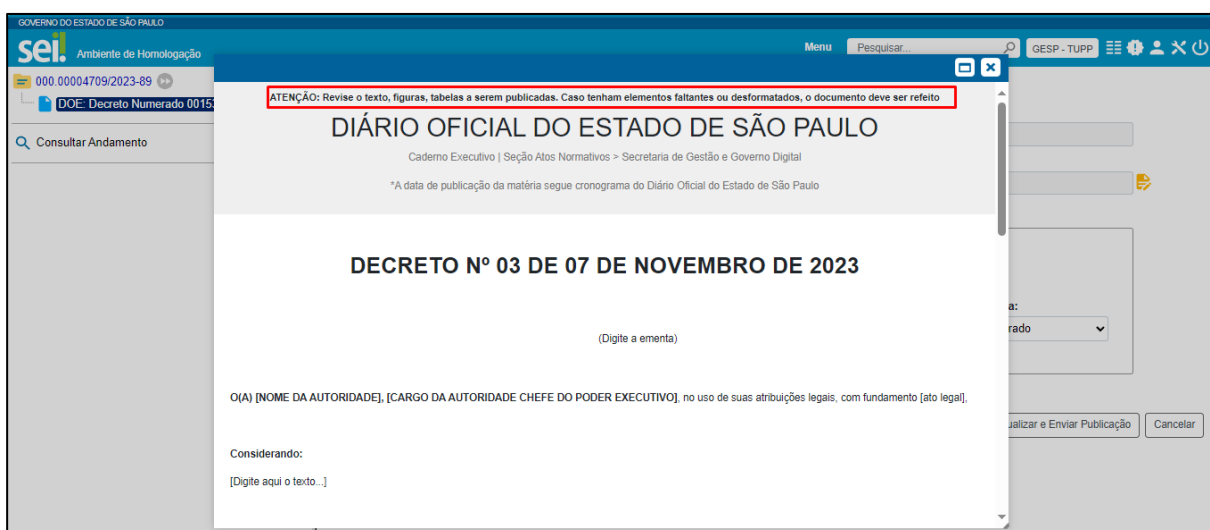 GOVERNO DO ESTADO DE SÃO PAULO
sei! Ambiente de Homologação
Menu Pesquisar... GESP - TUPP
000.00004709/2023-89
DOE: Decreto Numerado 0015
Consultar Andamento
ATENÇÃO: Revise o texto, figuras, tabelas a serem publicadas. Caso tenham elementos faltantes ou desformatados, o documento deve ser refeito
DIÁRIO OFICIAL DO ESTADO DE SÃO PAULO
Caderno Executivo | Seção Atos Normativos > Secretaria de Gestão e Governo Digital
*A data de publicação da matéria segue cronograma do Diário Oficial do Estado de São Paulo
DECRETO Nº 03 DE 07 DE NOVEMBRO DE 2023
(Digite a ementa)
O(A) [NOME DA AUTORIDADE], [CARGO DA AUTORIDADE CHEFE DO PODER EXECUTIVO], no uso de suas atribuições legais, com fundamento [ato legal],
Considerando:
[Digite aqui o texto...]
a:
rado
ualizar e Enviar Publicação
Cancelar